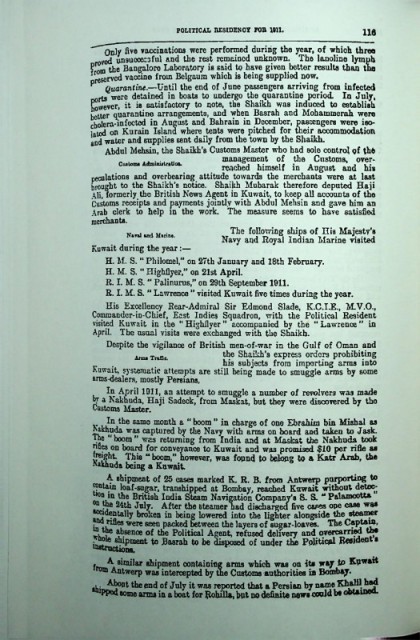 POLITICAL RESIDENCY FOR 1911. 116
Only five vaccinations were performed during the year, of which three
proved unsuccessful and the rest remained unknown. The lanoline lymph
from the Bangalore Laboratory is said to have given better results than the
preserved vaccine from Belgaum which is being supplied now.
Quarantine.—Until the end of June passengers arriving from infected
ports were detained in boats to undergo the quarantine period. In July,
however, it is satisfactory to note, the Shaikh was induced to establish
better quarantine arrangements, and when Basrah and Mohammerah were
cholera-infected in August and Bahrain in December, passengers were iso-
lated on Kurain Island where tents were pitched for their accommodation
and water and supplies sent daily from the town by the Shaikh.
Abdul Mehsin, the Shaikh's Customs Master who had sole control of the
Customs Administration.
management of the Customs, over-
reached himself in August and his
peculations and overbearing attitude towards the merchants were at last
brought to the Shaikh's notice. Shaikh Mubarak therefore deputed Haji
Ali, formerly the British News Agent in Kuwait, to keep all accounts of the
Customs receipts and payments jointly with Abdul Mehsin and gave him an
Arab clerk to help in the work. The measure seems to have satisfied
merchants.
Naval and Marine.
The following ships of His Majesty's
Navy and Royal Indian Marine visited
Kuwait during the year :—
H. M. S. " Philomel," on 27th January and 18th February.
H. M. S. " Highflyer," on 21st April.
R. I. M. S. " Palinurus," on 29th September 1911.
R. I. M. S. " Lawrence " visited Kuwait five times during the year.
His Excellency Rear-Admiral Sir Edmond Slade, K.C.I.E., M.V.O.,
Commander-in-Chief, East Indies Squadron, with the Political Resident
visited Kuwait in the " Highflyer " accompanied by the " Lawrence " in
April. The usual visits were exchanged with the Shaikh.
Despite the vigilance of British men-of-war in the Gulf of Oman and
Arms Traffic.
the Shaikh's express orders prohibiting
his subjects from importing arms into
Kuwait, systematic attempts are still being made to smuggle arms by some
arms-dealers, mostly Persians.
In April 1911, an attempt to smuggle a number of revolvers was made
by a Nakhuda, Haji Sadeck, from Maskat, but they were discovered by the
Customs Master.
In the same month a " boom " in charge of one Ebrahim bin Mishal as
Nakhuda was captured by the Navy with arms on board and taken to Jask.
The " boom " was returning from India and at Maskat the Nakhuda took
rifles on board for conveyance to Kuwait and was promised $10 per rifle as
freight. This " boom," however, was found to belong to a Katr Arab, the
Nakhuda being a Kuwait.
A shipment of 25 cases marked K. R. B. from Antwerp purporting to
contain loaf-sugar, transhipped at Bombay, reached Kuwait without detec-
tion in the British India Steam Navigation Company's S. S. " Palamcotta "
on the 24th July. After the steamer had discharged five cases one case was
accidentally broken in being lowered into the lighter alongside the steamer
and rifles were seen packed between the layers of sugar-loaves. The Captain,
in the absence of the Political Agent, refused delivery and overcarried the
whole shipment to Basrah to be disposed of under the Political Resident's
instructions.
A similar shipment containing arms which was on its way to Kuwait
from Antwerp was intercepted by the Customs authorities in Bombay.
About the end of July it was reported that a Persian by name Khalil had
shipped some arms in a boat for Rohilla, but no definite news could be obtained.